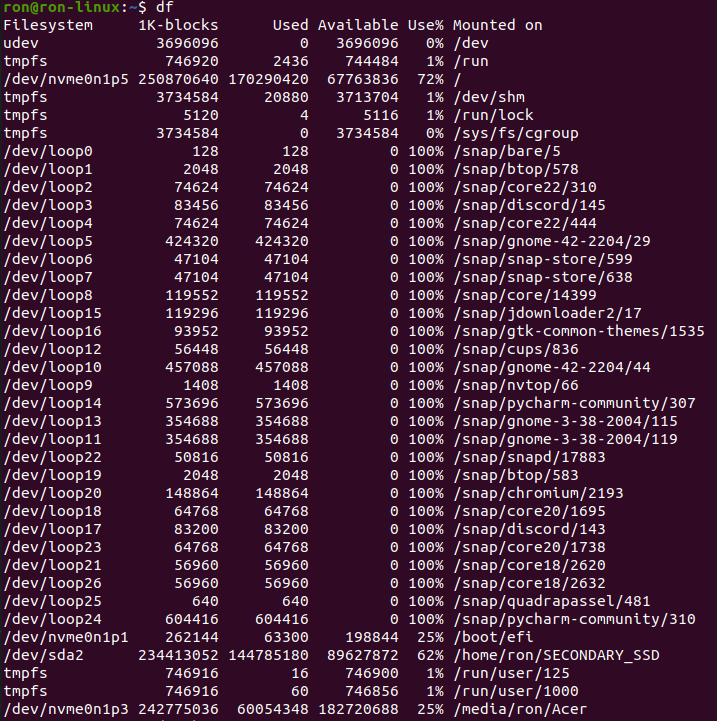 ron@ron-linux:~$ df
Filesystem     1K-blocks      Used Available Use% Mounted on
udev             3696096         0   3696096   0% /dev
tmpfs             746920      2436    744484   1% /run
/dev/nvme0n1p5 250870640 170290420  67763836  72% /
tmpfs            3734584     20880   3713704   1% /dev/shm
tmpfs               5120         4      5116   1% /run/lock
tmpfs            3734584         0   3734584   0% /sys/fs/cgroup
/dev/loop0           128       128         0 100% /snap/bare/5
/dev/loop1          2048      2048         0 100% /snap/btop/578
/dev/loop2         74624     74624         0 100% /snap/core22/310
/dev/loop3         83456     83456         0 100% /snap/discord/145
/dev/loop4         74624     74624         0 100% /snap/core22/444
/dev/loop5        424320    424320         0 100% /snap/gnome-42-2204/29
/dev/loop6         47104     47104         0 100% /snap/snap-store/599
/dev/loop7         47104     47104         0 100% /snap/snap-store/638
/dev/loop8        119552    119552         0 100% /snap/core/14399
/dev/loop15       119296    119296         0 100% /snap/jdownloader2/17
/dev/loop16        93952     93952         0 100% /snap/gtk-common-themes/1535
/dev/loop12        56448     56448         0 100% /snap/cups/836
/dev/loop10       457088    457088         0 100% /snap/gnome-42-2204/44
/dev/loop9          1408      1408         0 100% /snap/nvtop/66
/dev/loop14       573696    573696         0 100% /snap/pycharm-community/307
/dev/loop13       354688    354688         0 100% /snap/gnome-3-38-2004/115
/dev/loop11       354688    354688         0 100% /snap/gnome-3-38-2004/119
/dev/loop22        50816     50816         0 100% /snap/snapd/17883
/dev/loop19         2048      2048         0 100% /snap/btop/583
/dev/loop20       148864    148864         0 100% /snap/chromium/2193
/dev/loop18        64768     64768         0 100% /snap/core20/1695
/dev/loop17        83200     83200         0 100% /snap/discord/143
/dev/loop23        64768     64768         0 100% /snap/core20/1738
/dev/loop21        56960     56960         0 100% /snap/core18/2620
/dev/loop26        56960     56960         0 100% /snap/core18/2632
/dev/loop25          640       640         0 100% /snap/quadrapassel/481
/dev/loop24       604416    604416         0 100% /snap/pycharm-community/310
/dev/nvme0n1p1    262144     63300    198844  25% /boot/efi
/dev/sda2      234413052 144785180  89627872  62% /home/ron/SECONDARY_SSD
tmpfs             746916        16    746900   1% /run/user/125
tmpfs             746916        60    746856   1% /run/user/1000
/dev/nvme0n1p3 242775036  60054348 182720688  25% /media/ron/Acer